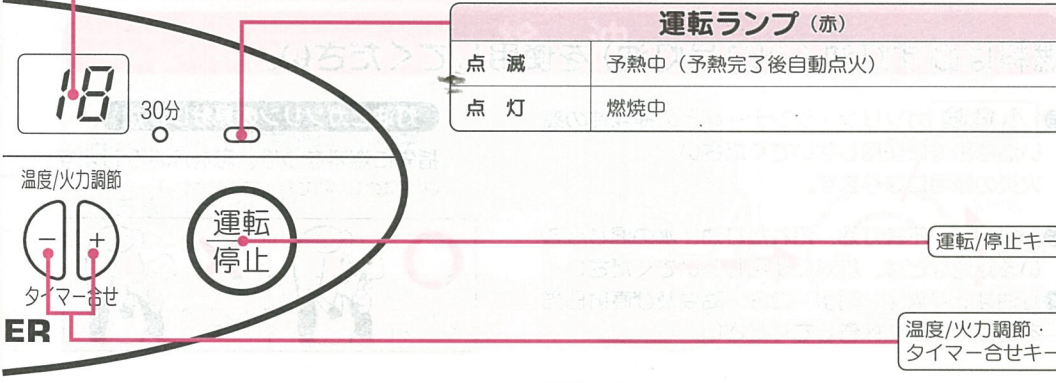 運転ランプ（赤）
点 滅 予熱中（予熱完了後自動点火）
点 灯 燃焼中
18
30分
温度/火力調節
運転
停止
－ ＋
タイマー合せ
ER
運転/停止キー
温度/火力調節・
タイマー合せキー